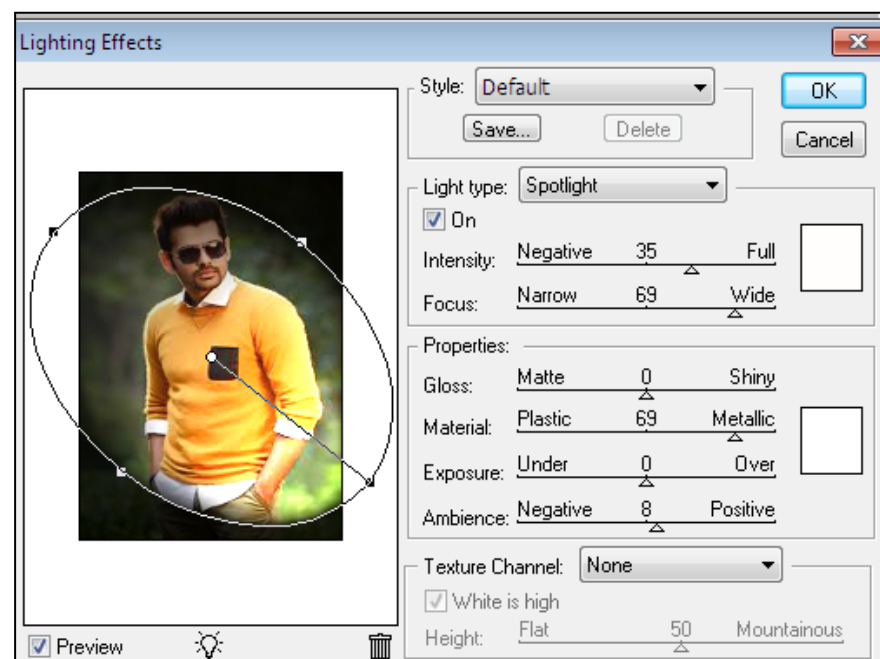 Lighting Effects
Style: Default
OK
Save... Delete
Cancel
Light type: Spotlight
On
Intensity: Negative 35 Full
Focus: Narrow 69 Wide
Properties:
Gloss: Matte 0 Shiny
Material: Plastic 69 Metallic
Exposure: Under 0 Over
Ambience: Negative 8 Positive
Texture Channel: None
White is high
Height: Flat 50 Mountainous
Preview